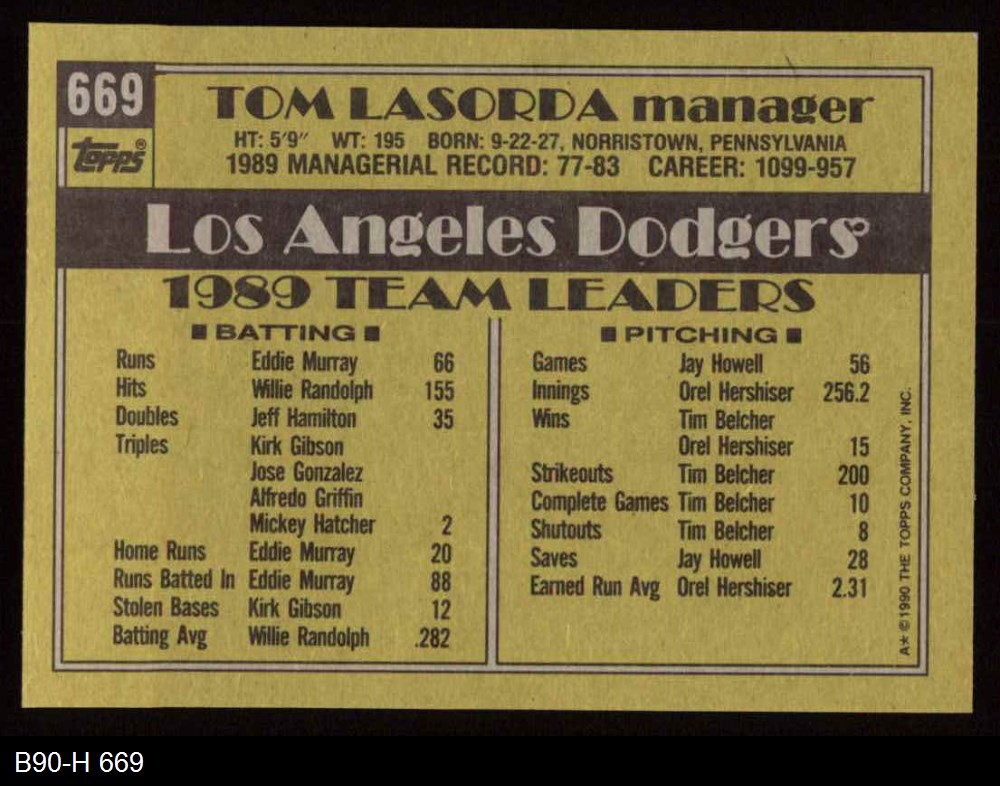 669
topps®
TOM LASORDA manager
HT: 5'9" WT: 195 BORN: 9-22-27, NORRISTOWN, PENNSYLVANIA
1989 MANAGERIAL RECORD: 77-83 CAREER: 1099-957
Los Angeles Dodgers
1989 TEAM LEADERS
■ BATTING ■
Runs Eddie Murray 66
Hits Willie Randolph 155
Doubles Jeff Hamilton 35
Triples Kirk Gibson
Jose Gonzalez
Alfredo Griffin
Mickey Hatcher 2
Home Runs Eddie Murray 20
Runs Batted In Eddie Murray 88
Stolen Bases Kirk Gibson 12
Batting Avg Willie Randolph .282
■ PITCHING ■
Games Jay Howell 56
Innings Orel Hershiser 256.2
Wins Tim Belcher
Orel Hershiser 15
Strikeouts Tim Belcher 200
Complete Games Tim Belcher 10
Shutouts Tim Belcher 8
Saves Jay Howell 28
Earned Run Avg Orel Hershiser 2.31
A* ©1990 THE TOPPS COMPANY, INC.
B90-H 669